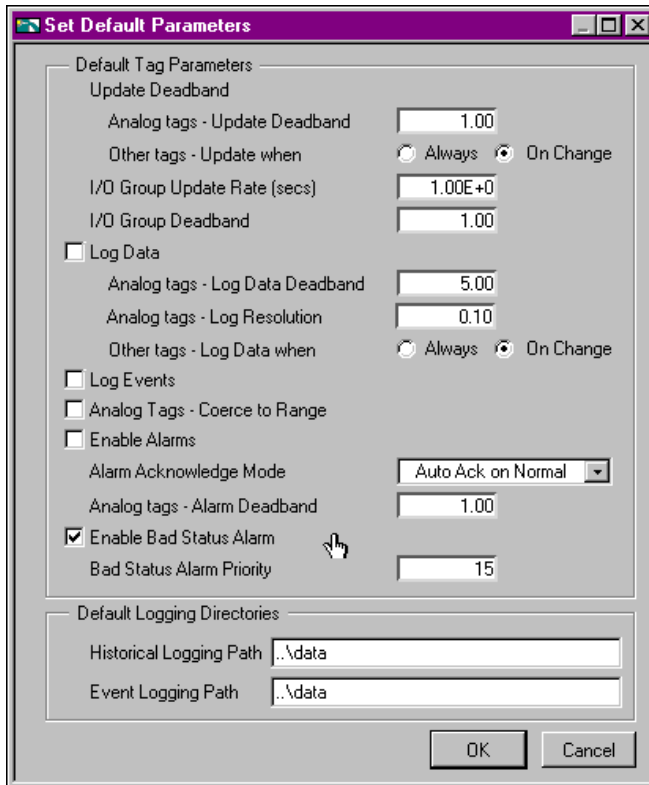 Set Default Parameters
Default Tag Parameters
Update Deadband
Analog tags - Update Deadband 1.00
Other tags - Update when Always On Change
I/O Group Update Rate (secs) 1.00E+0
I/O Group Deadband 1.00
Log Data
Analog tags - Log Data Deadband 5.00
Analog tags - Log Resolution 0.10
Other tags - Log Data when Always On Change
Log Events
Analog Tags - Coerce to Range
Enable Alarms
Alarm Acknowledge Mode Auto Ack on Normal
Analog tags - Alarm Deadband 1.00
Enable Bad Status Alarm
Bad Status Alarm Priority 15
Default Logging Directories
Historical Logging Path ..\data
Event Logging Path ..\data
OK Cancel